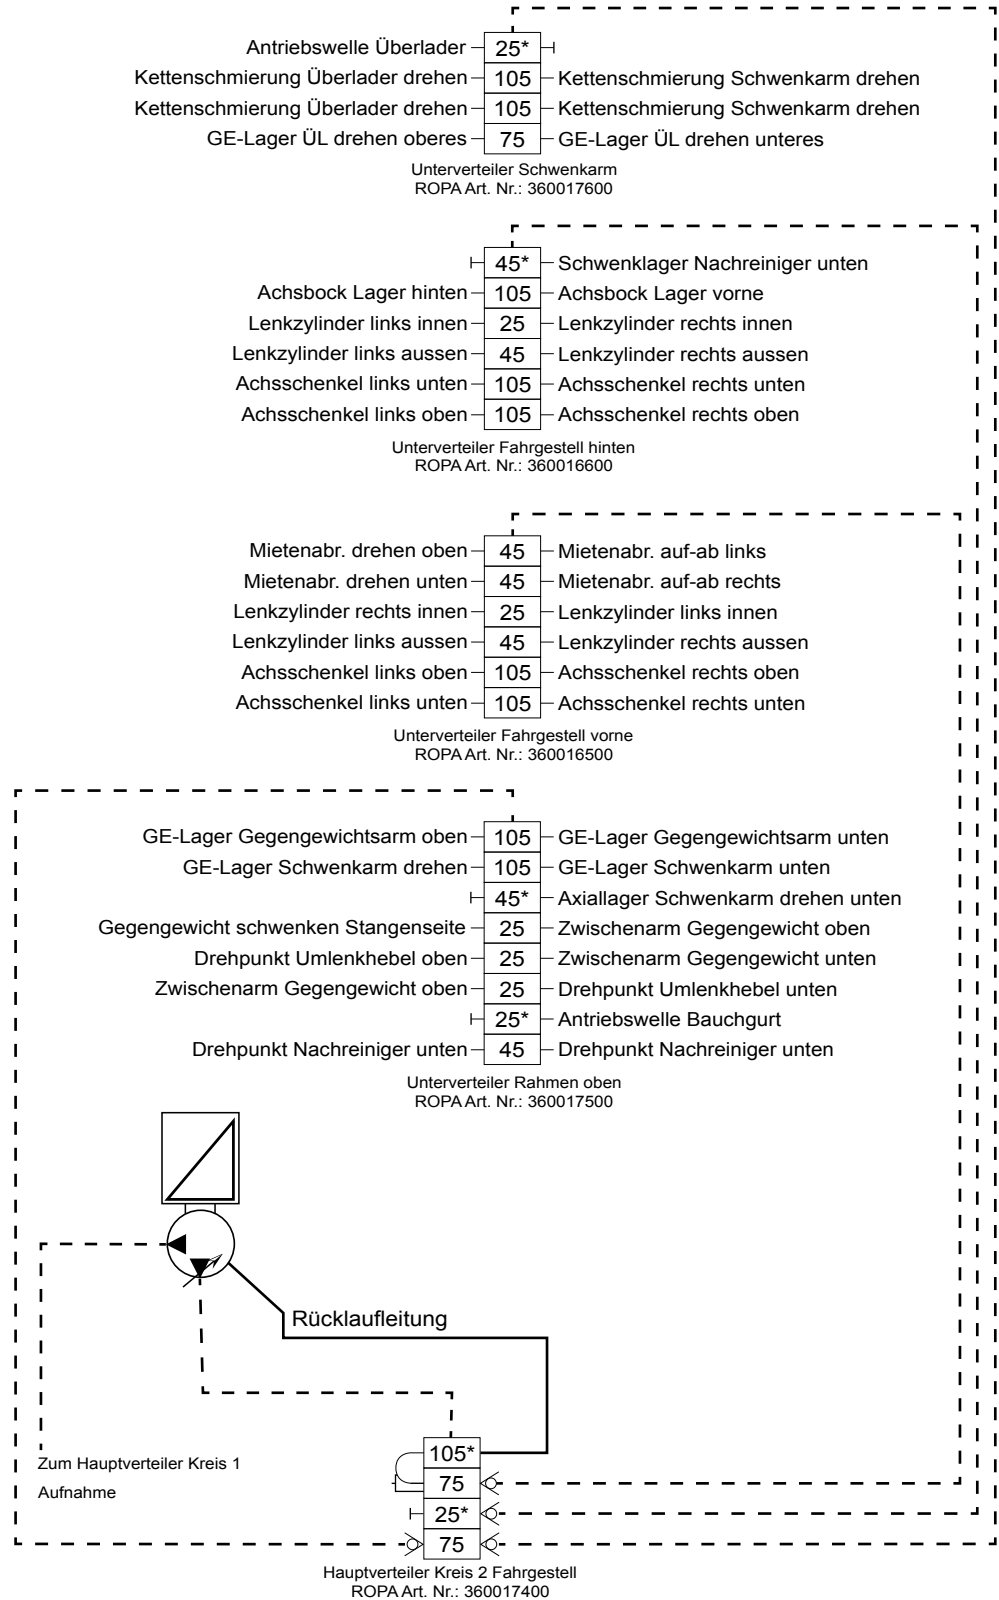 Antriebswelle Überlader 25*
Kettenschmierung Überlader drehen 105 Kettenschmierung Schwenkarm drehen
Kettenschmierung Überlader drehen 105 Kettenschmierung Schwenkarm drehen
GE-Lager ÜL drehen oberes 75 GE-Lager ÜL drehen unteres
Unterverteiler Schwenkarm
ROPA Art. Nr.: 360017600
45* Schwenklager Nachreiniger unten
Achsbock Lager hinten 105 Achsbock Lager vorne
Lenkzylinder links innen 25 Lenkzylinder rechts innen
Lenkzylinder links aussen 45 Lenkzylinder rechts aussen
Achsschenkel links unten 105 Achsschenkel rechts unten
Achsschenkel links oben 105 Achsschenkel rechts oben
Unterverteiler Fahrgestell hinten
ROPA Art. Nr.: 360016600
Mietenabr. drehen oben 45 Mietenabr. auf-ab links
Mietenabr. drehen unten 45 Mietenabr. auf-ab rechts
Lenkzylinder rechts innen 25 Lenkzylinder links innen
Lenkzylinder links aussen 45 Lenkzylinder rechts aussen
Achsschenkel links oben 105 Achsschenkel rechts oben
Achsschenkel links unten 105 Achsschenkel rechts unten
Unterverteiler Fahrgestell vorne
ROPA Art. Nr.: 360016500
GE-Lager Gegengewichtsarm oben 105 GE-Lager Gegengewichtsarm unten
GE-Lager Schwenkarm drehen 105 GE-Lager Schwenkarm unten
45* Axiallager Schwenkarm drehen unten
Gegengewicht schwenken Stangenseite 25 Zwischenarm Gegengewicht oben
Drehpunkt Umlenkhebel oben 25 Zwischenarm Gegengewicht unten
Zwischenarm Gegengewicht oben 25 Drehpunkt Umlenkhebel unten
25* Antriebswelle Bauchgurt
Drehpunkt Nachreiniger unten 45 Drehpunkt Nachreiniger unten
Unterverteiler Rahmen oben
ROPA Art. Nr.: 360017500
Rücklaufleitung
Zum Hauptverteiler Kreis 1
Aufnahme
105*
75
25*
75
Hauptverteiler Kreis 2 Fahrgestell
ROPA Art. Nr.: 360017400